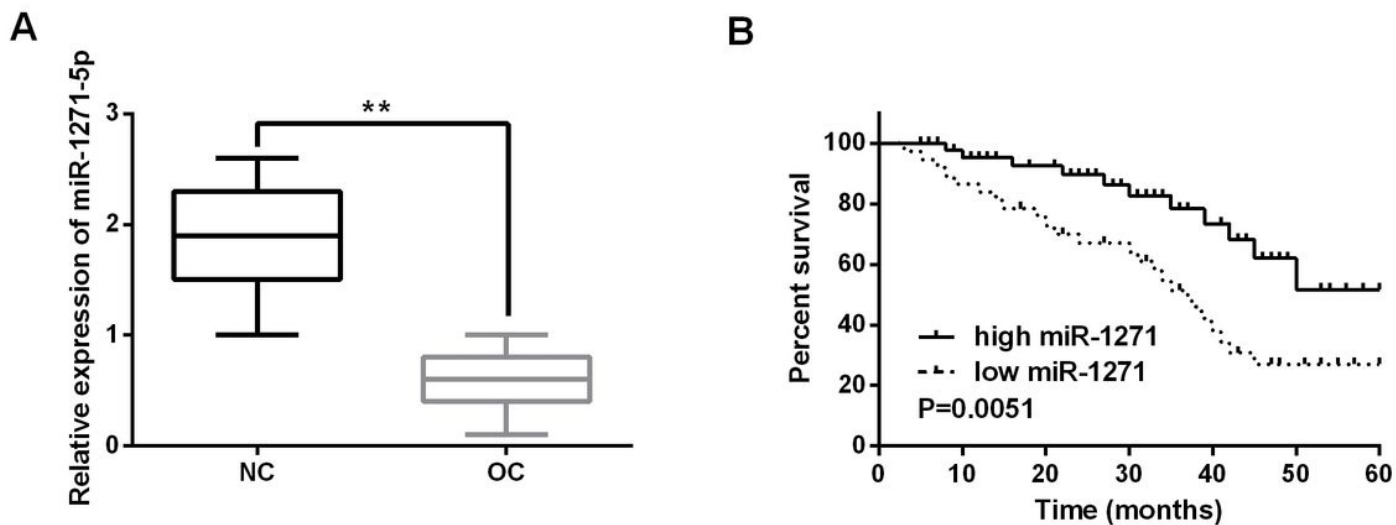 A
Relative expression of miR-1271-5p
3
2
1
0
**
NC
OC
B
Percent survival
100
80
60
40
20
0
high miR-1271
low miR-1271
P=0.0051
0 10 20 30 40 50 60
Time (months)